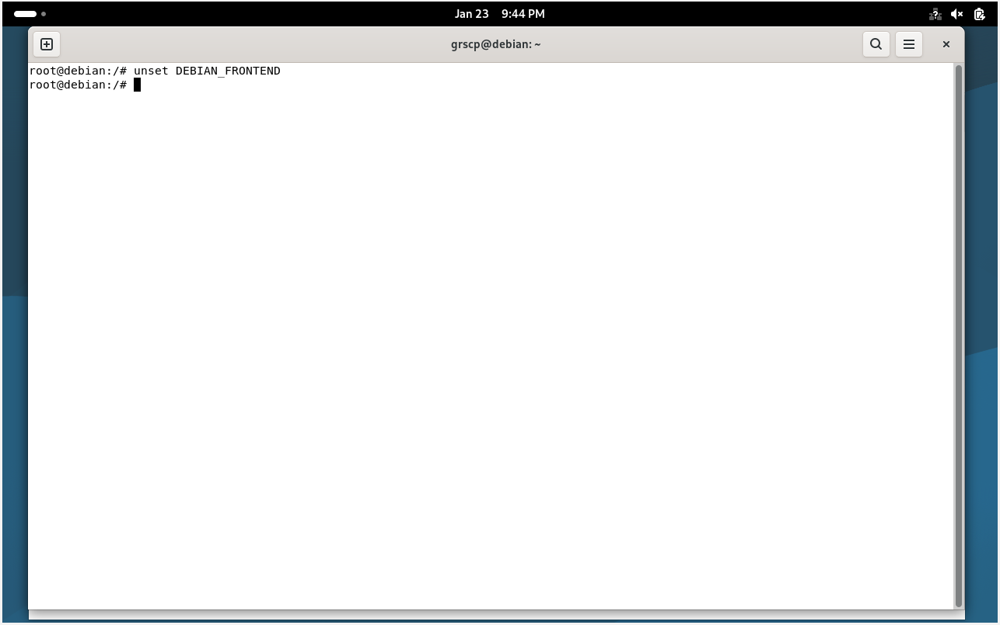 Jan 23 9:44 PM
grscp@debian: ~
root@debian:/# unset DEBIAN_FRONTEND
root@debian:/#